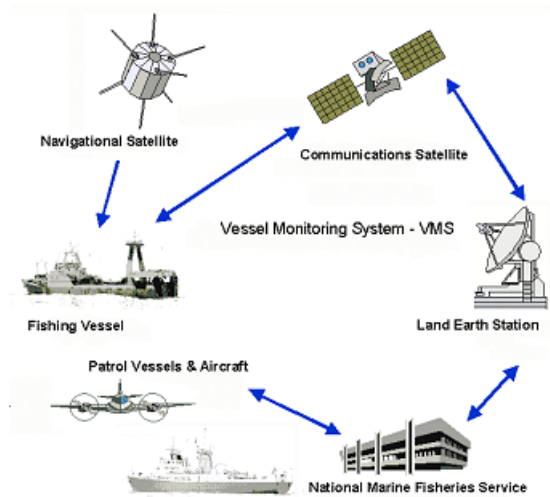 Navigational Satellite
Communications Satellite
Vessel Monitoring System - VMS
Fishing Vessel
Land Earth Station
Patrol Vessels & Aircraft
National Marine Fisheries Service